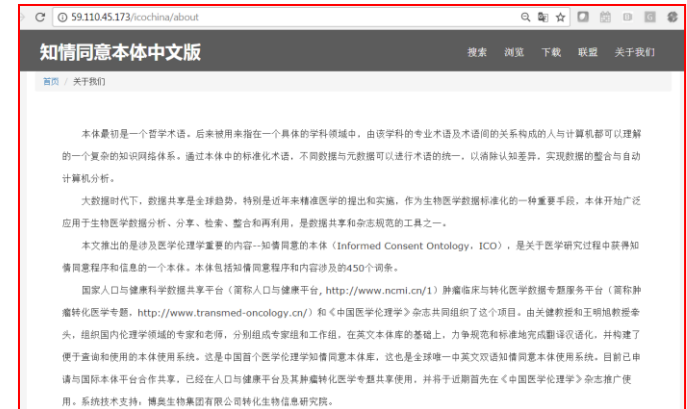 59.110.45.173/icochina/about
知情同意本体中文版
搜索 浏览 下载 联盟 关于我们
首页 / 关于我们
本体最初是一个哲学术语。后来被用来指在一个具体的学科领域中，由该学科的专业术语及术语间的关系构成的人与计算机都可以理解
的一个复杂的知识网络体系。通过本体中的标准化术语，不同数据与元数据可以进行术语的统一，以消除认知差异，实现数据的整合与自动
计算机分析。
大数据时代下，数据共享是全球趋势，特别是近年来精准医学的提出和实施，作为生物医学数据标准化的一种重要手段，本体开始广泛
应用于生物医学数据分析、分享、检索、整合和再利用，是数据共享和杂志规范的工具之一。
本文推出的是涉及医学伦理学重要的内容--知情同意的本体（Informed Consent Ontology，ICO），是关于医学研究过程中获得知
情同意程序和信息的一个本体。本体包括知情同意程序和内容涉及的450个词条。
国家人口与健康科学数据共享平台（简称人口与健康平台, http://www.ncmi.cn/1）肿瘤临床与转化医学数据专题服务平台（简称肿
瘤转化医学专题，http://www.transmed-oncology.cn/）和《中国医学伦理学》杂志共同组织了这个项目。由关健教授和王明旭教授牵
头，组织国内伦理学领域的专家和老师，分别组成专家组和工作组，在英文本体库的基础上，力争规范和标准地完成翻译汉语化，并构建了
便于查询和使用的本体使用系统。这是中国首个医学伦理学知情同意本体库，这也是全球唯一中英文双语知情同意本体使用系统。目前已申
请与国际本体平台合作共享，已经在人口与健康平台及其肿瘤转化医学专题共享使用，并将于近期首先在《中国医学伦理学》杂志推广使
用。系统技术支持：博奥生物集团有限公司转化生物信息研究院。